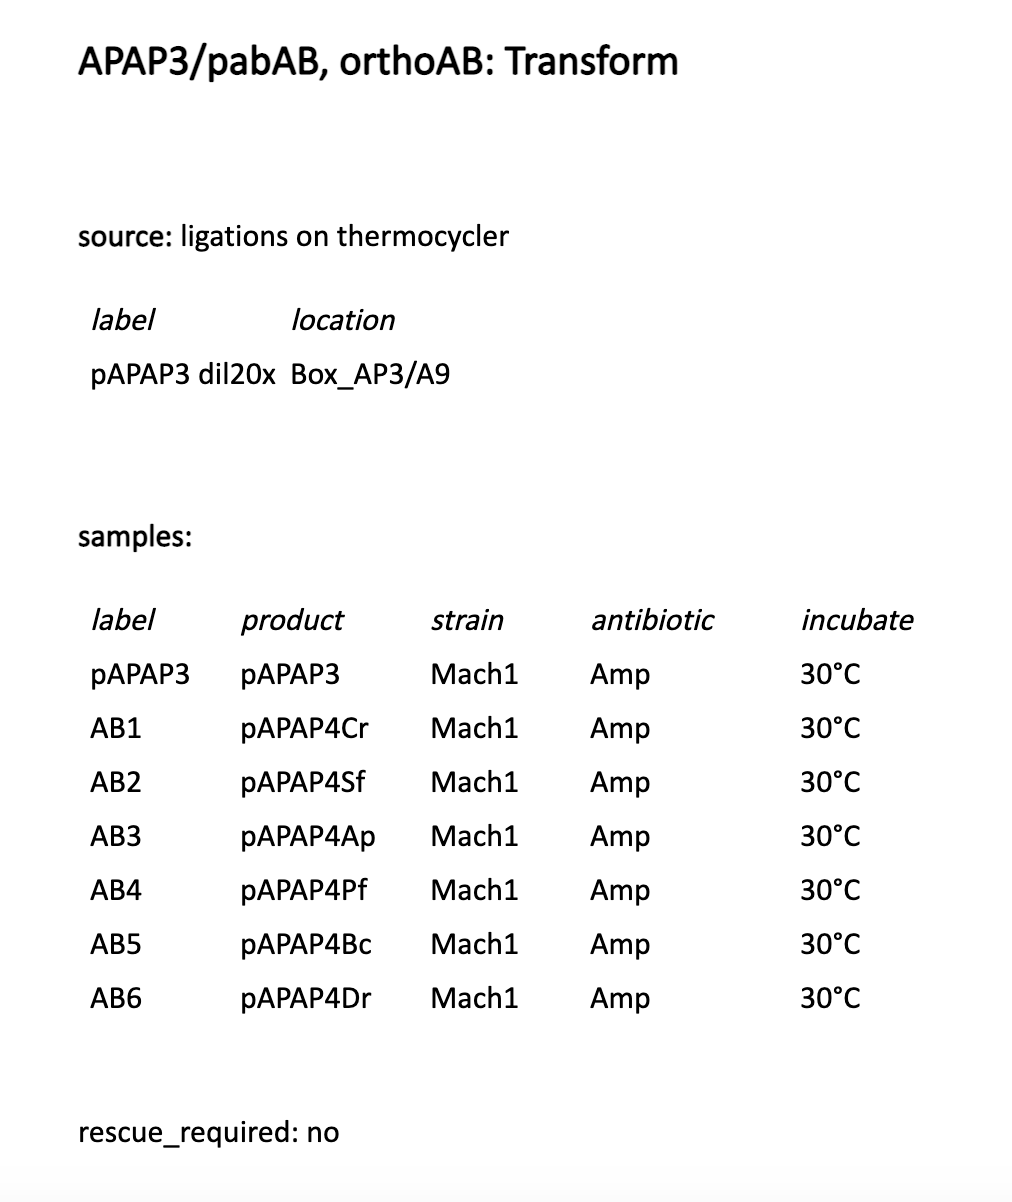 APAP3/pabAB, orthoAB: Transform
source: ligations on thermocycler
label location
pAPAP3 dil20x Box_AP3/A9
samples:
label product strain antibiotic incubate
pAPAP3 pAPAP3 Mach1 Amp 30°C
AB1 pAPAP4Cr Mach1 Amp 30°C
AB2 pAPAP4Sf Mach1 Amp 30°C
AB3 pAPAP4Ap Mach1 Amp 30°C
AB4 pAPAP4Pf Mach1 Amp 30°C
AB5 pAPAP4Bc Mach1 Amp 30°C
AB6 pAPAP4Dr Mach1 Amp 30°C
rescue_required: no